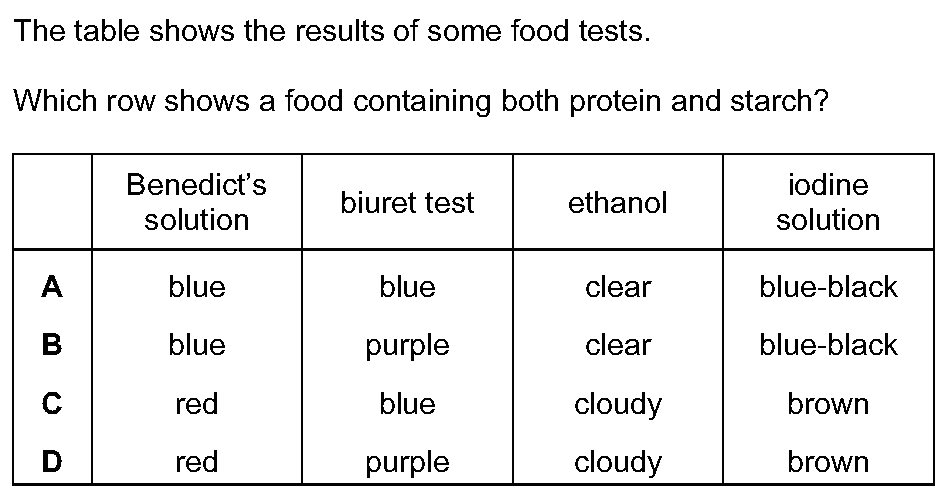 The table shows the results of some food tests.
Which row shows a food containing both protein and starch?
Benedict's solution biuret test ethanol iodine solution
A blue blue clear blue-black
B blue purple clear blue-black
C red blue cloudy brown
D red purple cloudy brown